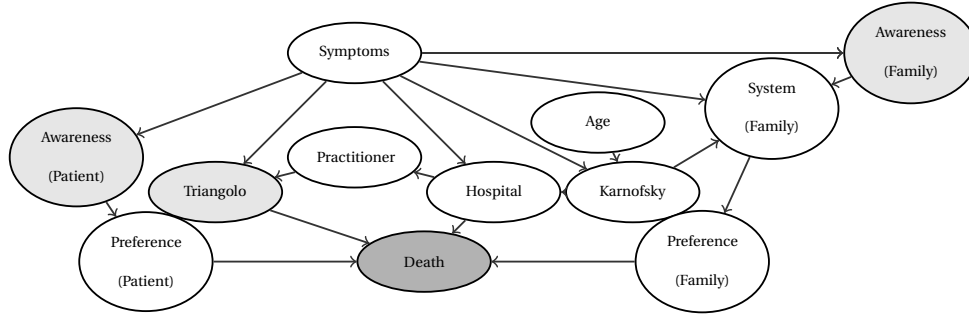 Symptoms
Awareness
(Family)
System
(Family)
Age
Awareness
(Patient)
Practitioner
Triangolo
Hospital
Karnofsky
Preference
(Patient)
Death
Preference
(Family)